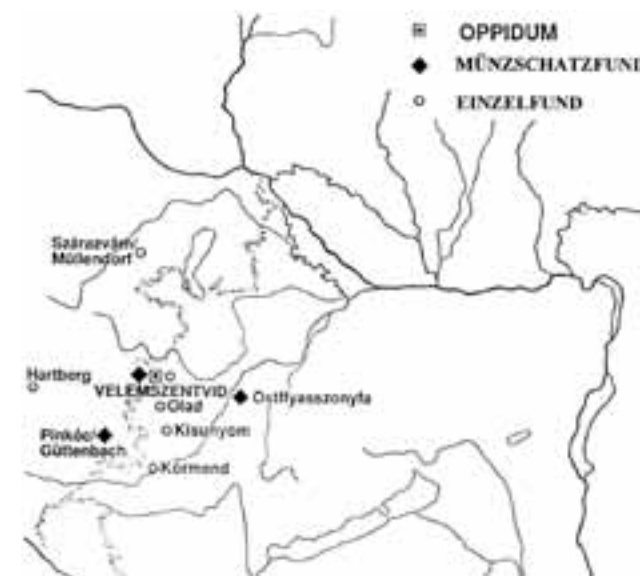 OPPIDUM
MÜNZSCHATZFUND
EINZELFUND
Szárazvám/
Müllendorf
Hartberg
VELEMSZENTVID
Olad
Ostffyasszonyfa
Kisunyom
Pinkóc/
Güttenbach
Körmend